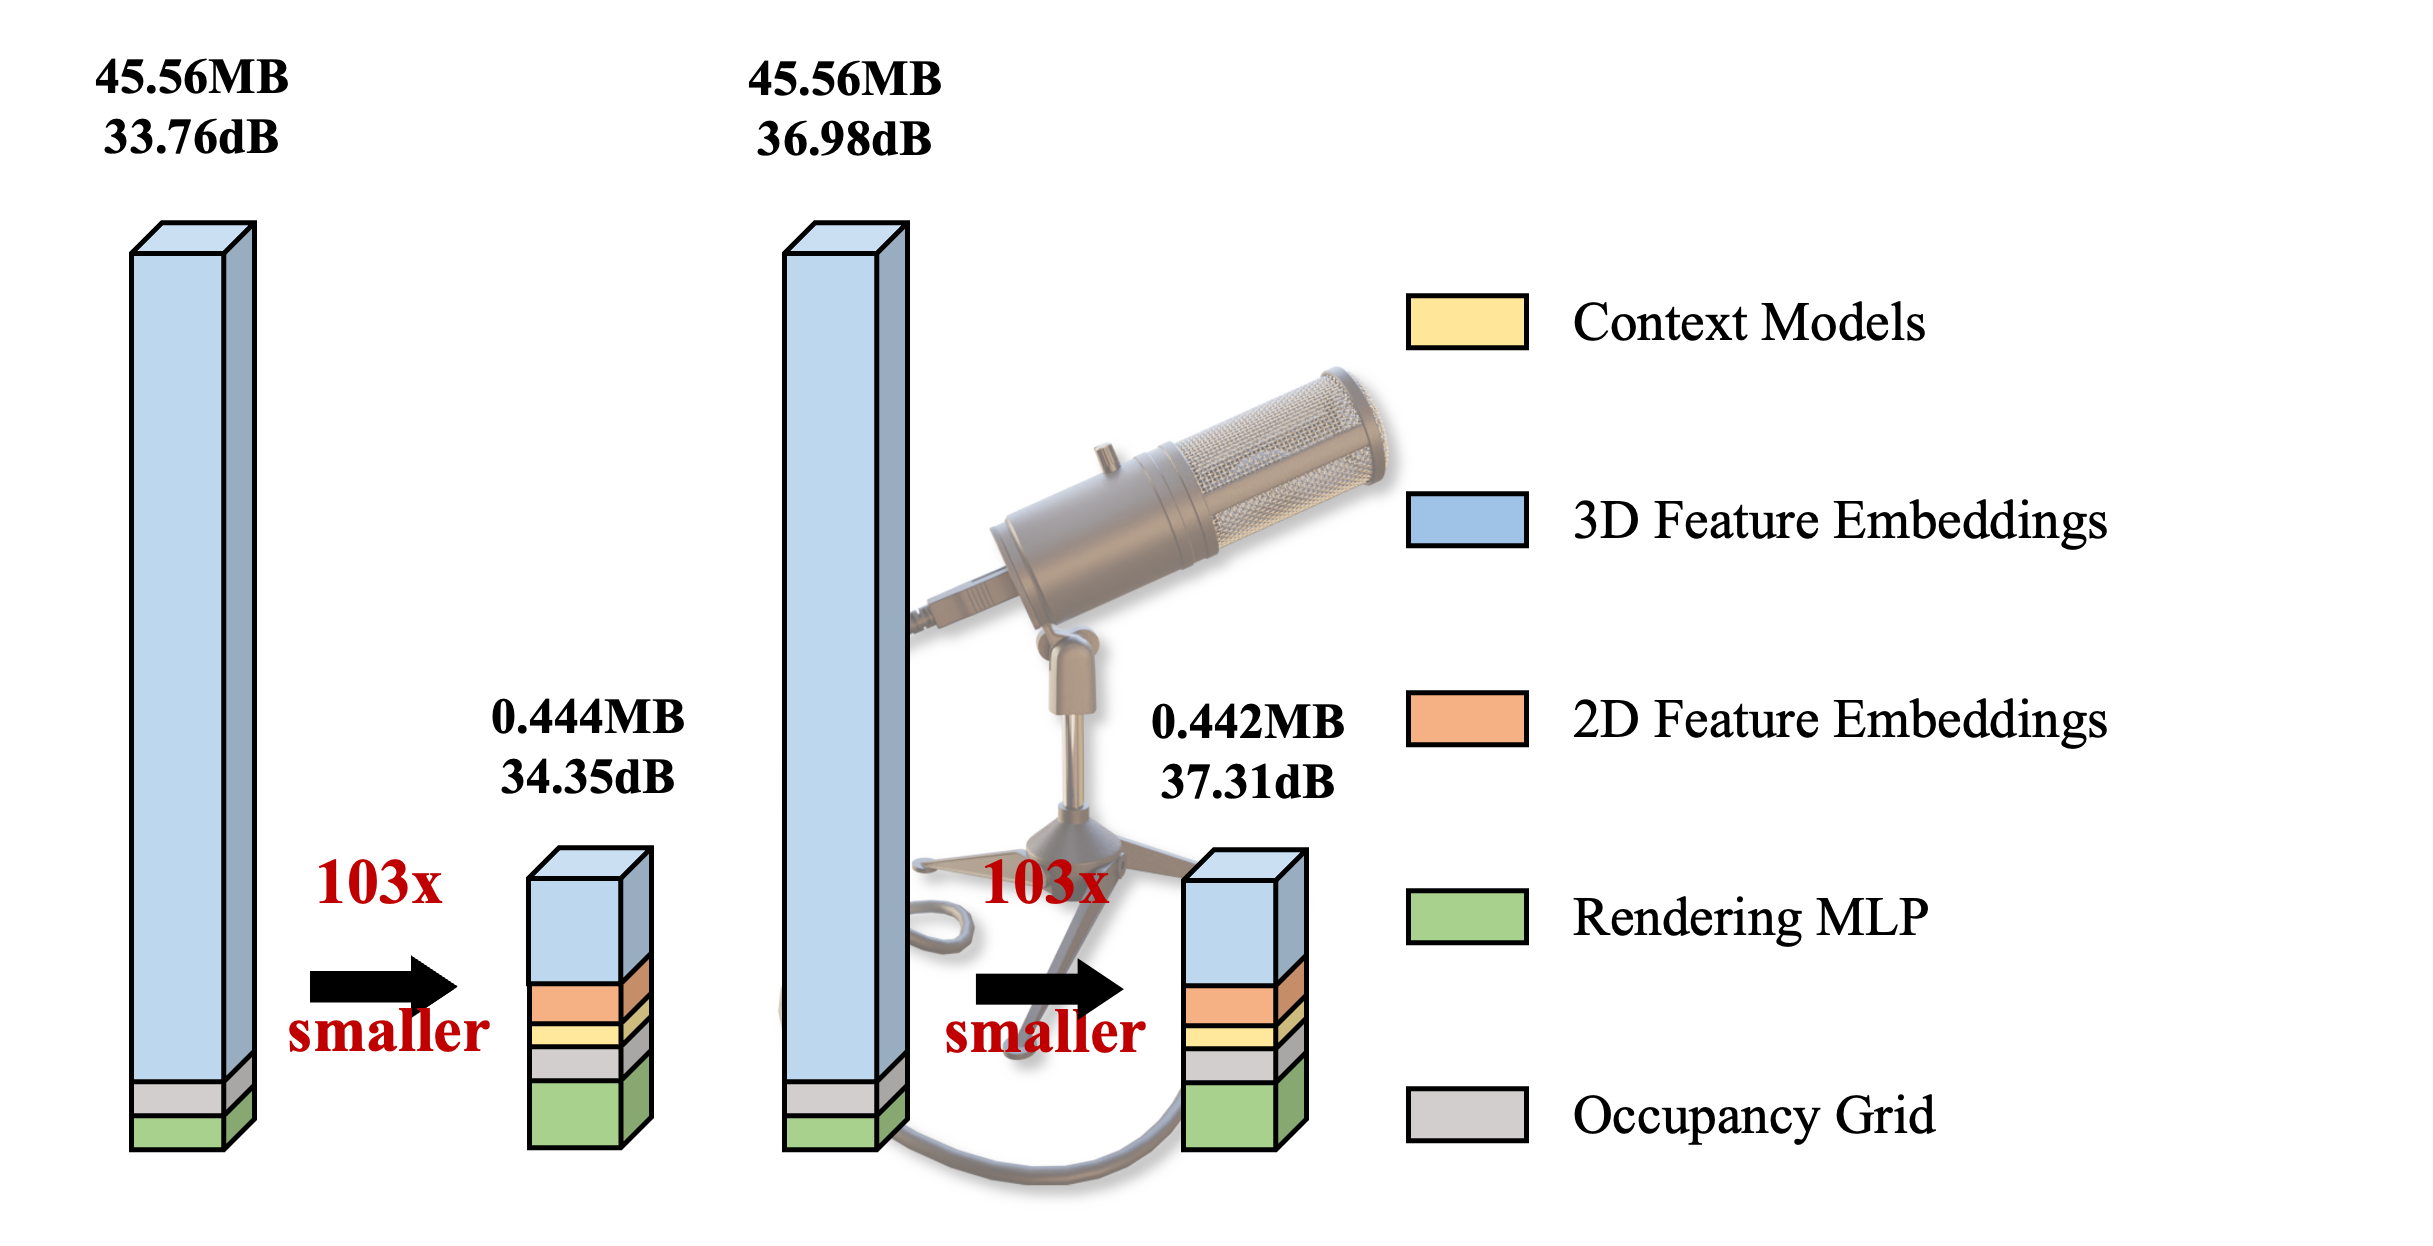 45.56MB
33.76dB
45.56MB
36.98dB
0.444MB
34.35dB
0.442MB
37.31dB
103x
smaller
103x
smaller
Context Models
3D Feature Embeddings
2D Feature Embeddings
Rendering MLP
Occupancy Grid